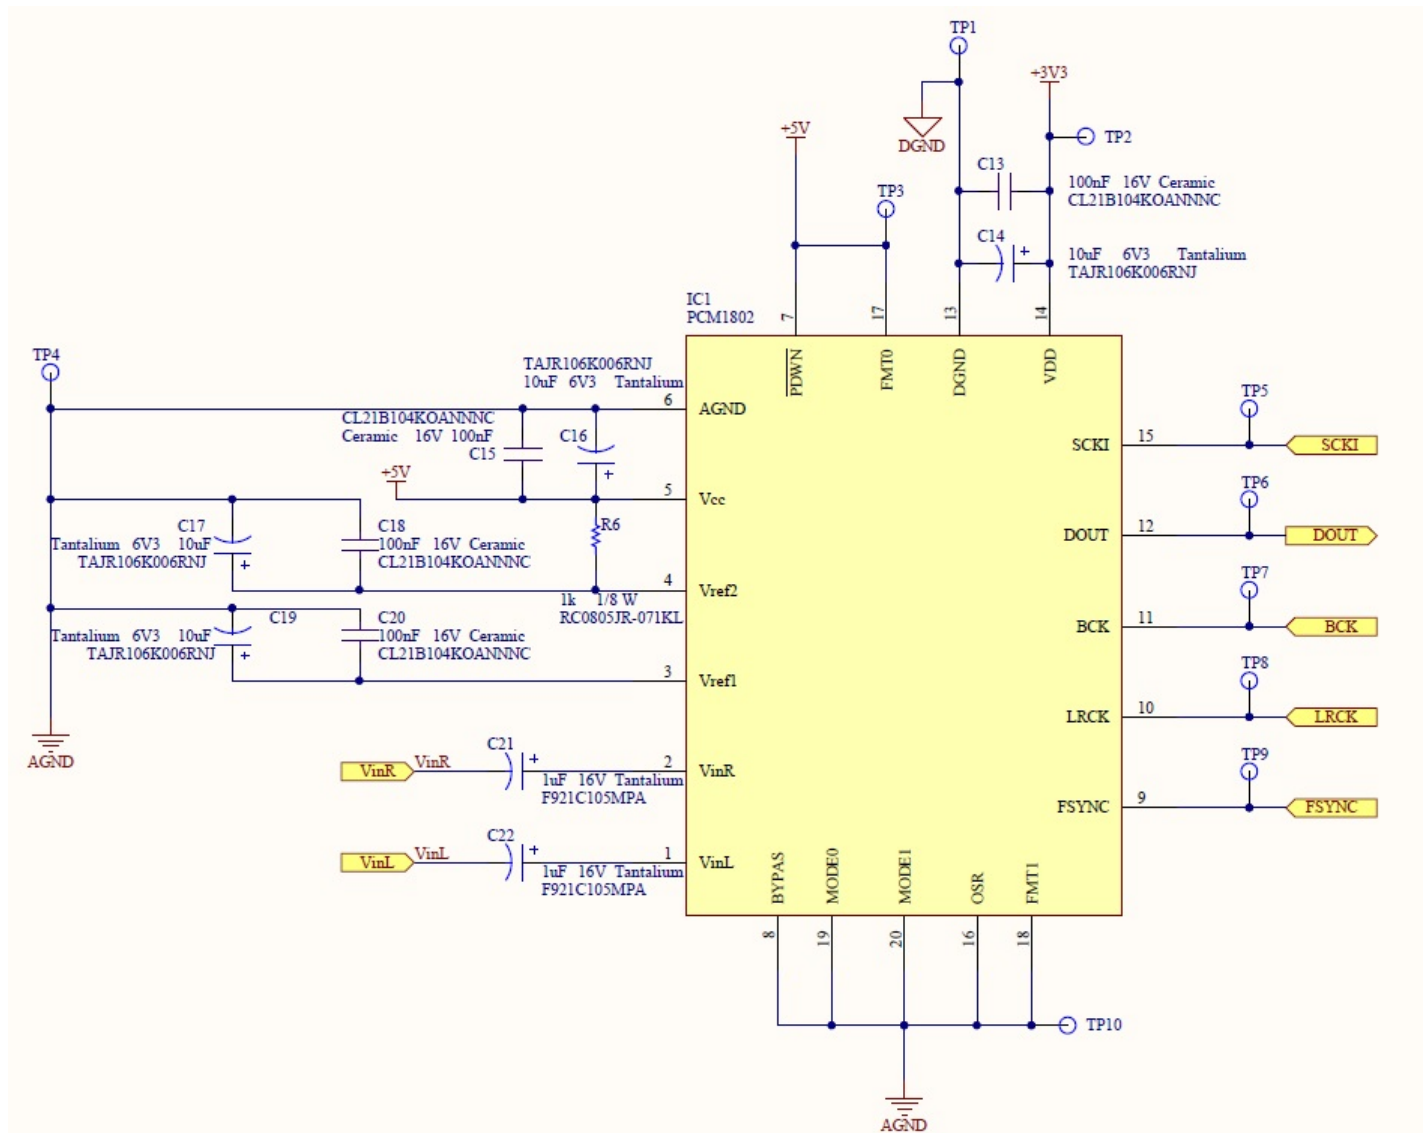 TP1
+3V3
TP2
DGND
+5V
C13
100nF 16V Ceramic
CL21B104KOANNNC
TP3
C14
10uF 6V3 Tantalium
TAJR106K006RNJ
IC1
PCM1802
7
17
13
14
PDWN
FMT0
DGND
VDD
TP4
TAJR106K006RNJ
10uF 6V3 Tantalium
6
AGND
CL21B104KOANNNC
Ceramic 16V 100nF
C15
C16
+5V
5
Vcc
R6
C17
Tantalium 6V3 10uF
TAJR106K006RNJ
C18
100nF 16V Ceramic
CL21B104KOANNNC
4
Vref2
1k 1/8 W
RC0805JR-071KL
C19
Tantalium 6V3 10uF
TAJR106K006RNJ
C20
100nF 16V Ceramic
CL21B104KOANNNC
3
Vref1
AGND
VinR
VinR
C21
+
1uF 16V Tantalium
F921C105MPA
2
VinR
VinL
VinL
C22
+
1uF 16V Tantalium
F921C105MPA
1
VinL
TP5
SCKI
15
SCKI
TP6
DOUT
12
DOUT
TP7
BCK
11
BCK
TP8
LRCK
10
LRCK
TP9
FSYNC
9
FSYNC
BYPAS
MODE0
MODE1
OSR
FMT1
8
19
20
16
18
TP10
AGND